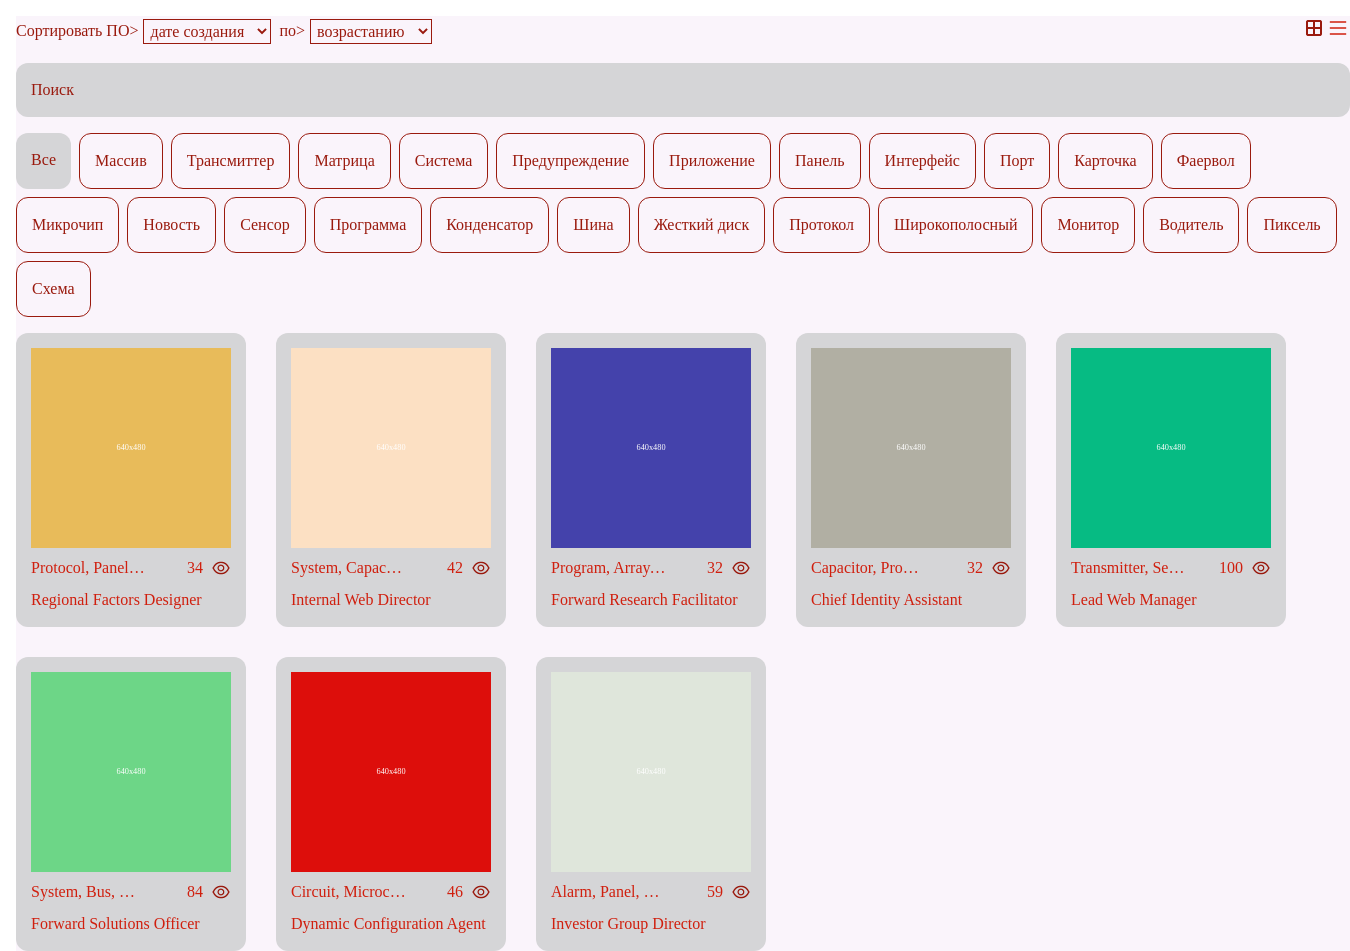 Сортировать ПО> дате создания по> возрастанию
Поиск
Все Массив Трансмиттер Матрица Система Предупреждение Приложение Панель Интерфейс Порт Карточка Фаервол
Микрочип Новость Сенсор Программа Конденсатор Шина Жесткий диск Протокол Широкополосный Монитор Водитель Пиксель
Схема
640x480 640x480 640x480 640x480 640x480
Protocol, Panel… 34 System, Capac… 42 Program, Array… 32 Capacitor, Pro… 32 Transmitter, Se… 100
Regional Factors Designer Internal Web Director Forward Research Facilitator Chief Identity Assistant Lead Web Manager
640x480 640x480 640x480
System, Bus, … 84 Circuit, Microc… 46 Alarm, Panel, … 59
Forward Solutions Officer Dynamic Configuration Agent Investor Group Director